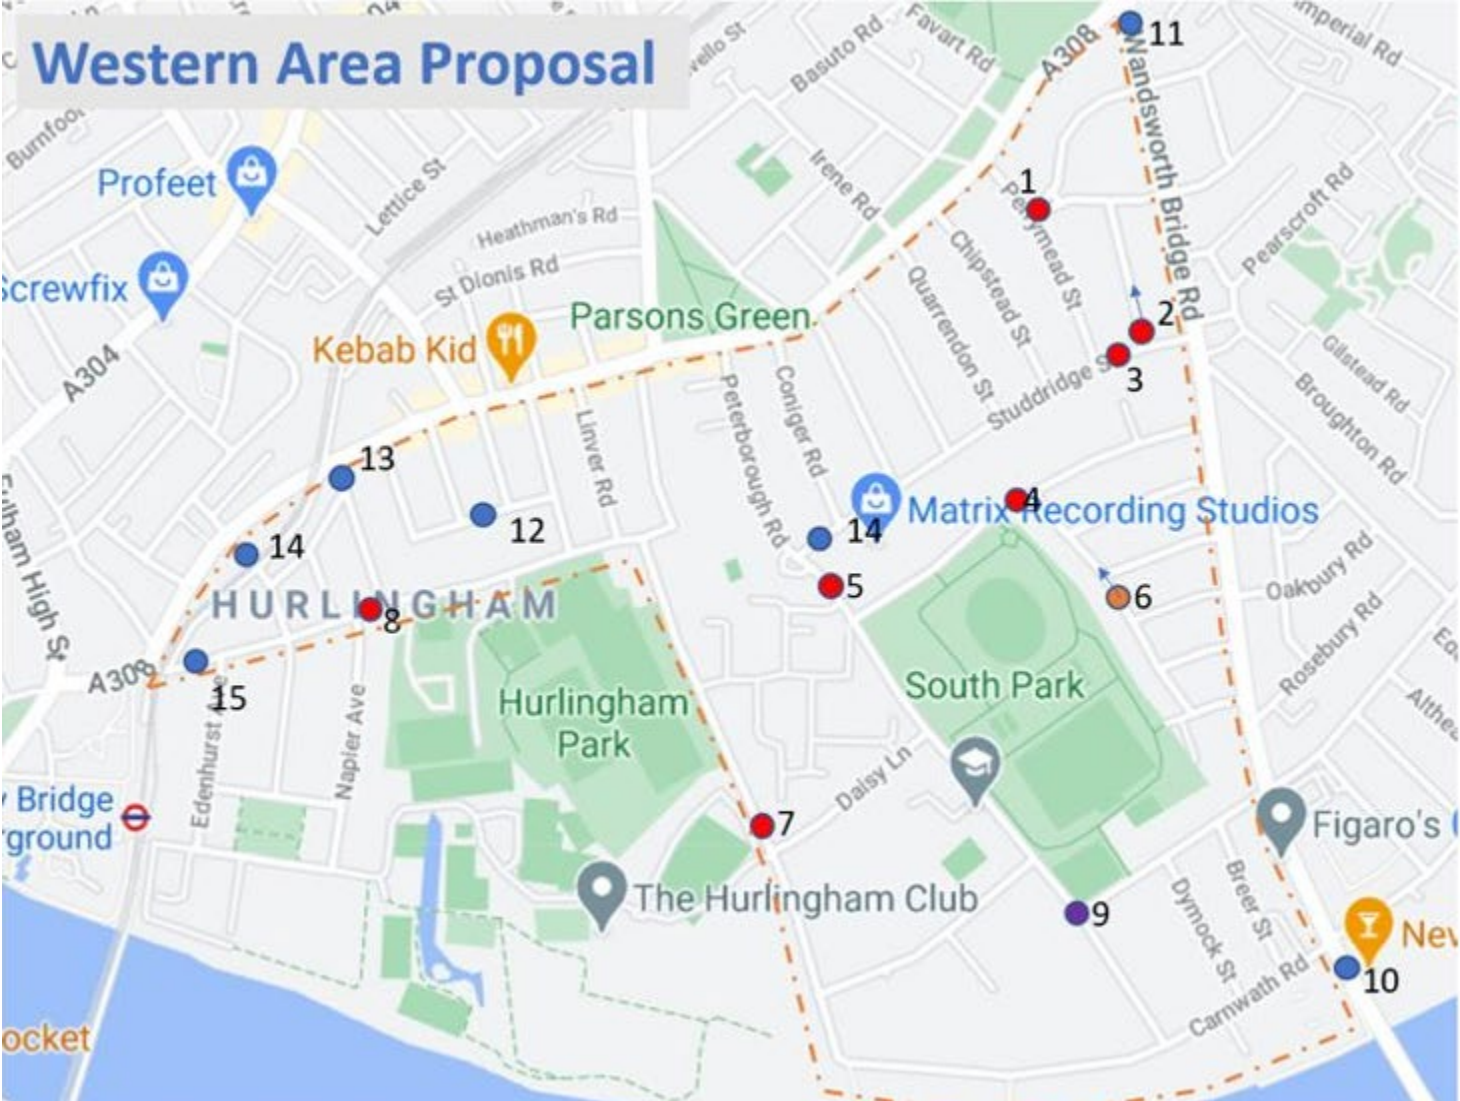 Western Area Proposal
A308
11
Wandsworth Bridge Rd
Imperial Rd
Basuto Rd
Favart Rd
Irene Rd
Profeet
Lettice St
Heathman's Rd
St Dionis Rd
Screwfix
A304
Kebab Kid
Parsons Green
1
Perrymead St
Chipstead St
Quarrendon St
Pearscroft Rd
2
3
Studdridge S
Gilstead Rd
Broughton Rd
Linver Rd
Peterborough Rd
Coniger Rd
13
12
14
14
Matrix Recording Studios
4
5
6
Fulham High St
HURLINGHAM
8
A308
15
Edenhurst Ave
Napier Ave
Hurlingham
Park
South Park
Oakbury Rd
Rosebury Rd
Althea
Bridge
ground
Daisy Ln
7
The Hurlingham Club
9
Figaro's
Breer St
Dymock St
Carnwath Rd
10
ocket